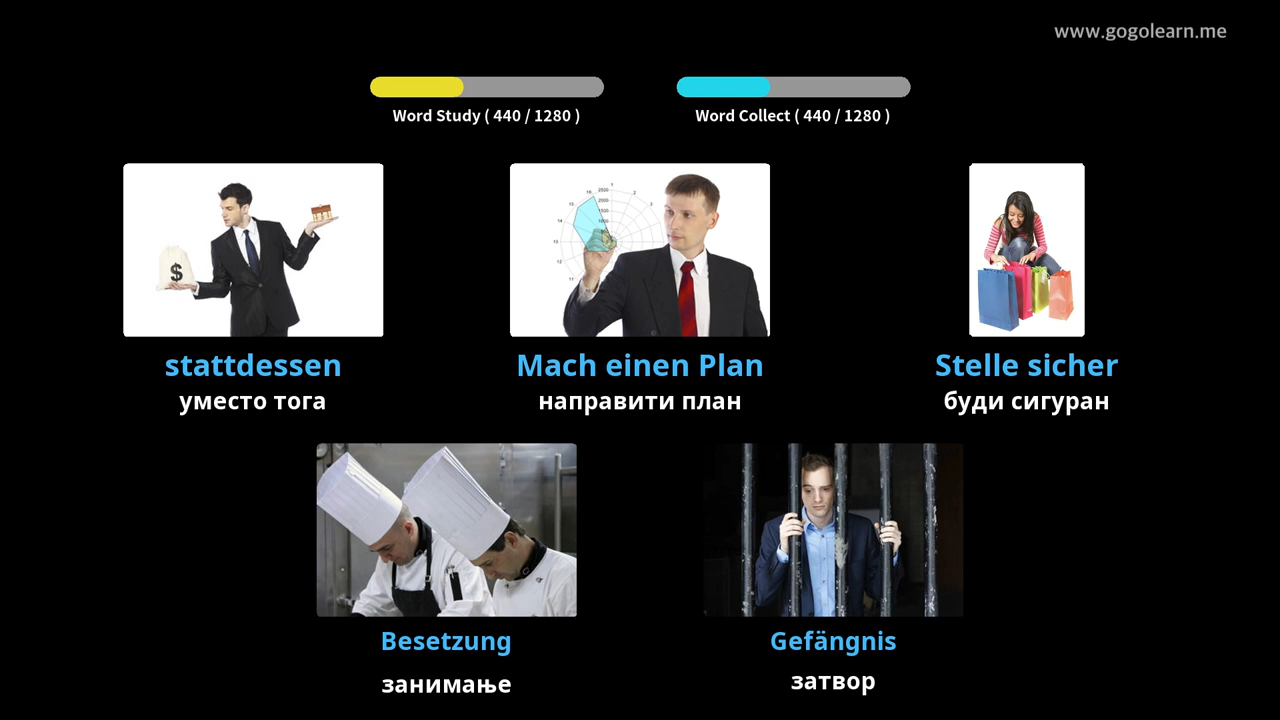 www.gogolearn.me
Word Study ( 440 / 1280 )
Word Collect ( 440 / 1280 )
$
stattdessen
уместо тога
Mach einen Plan
направити план
Stelle sicher
буди сигуран
Besetzung
занимање
Gefängnis
затвор